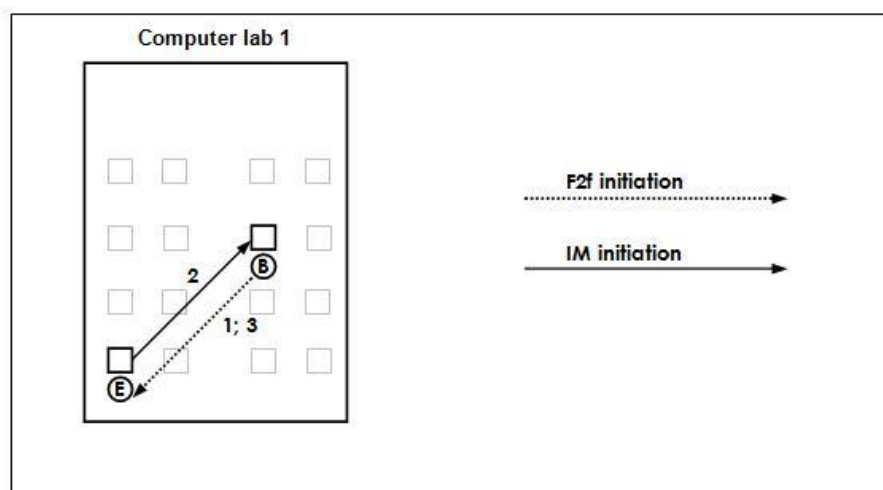 Computer lab 1
F2f initiation
IM initiation
2
B
1; 3
E